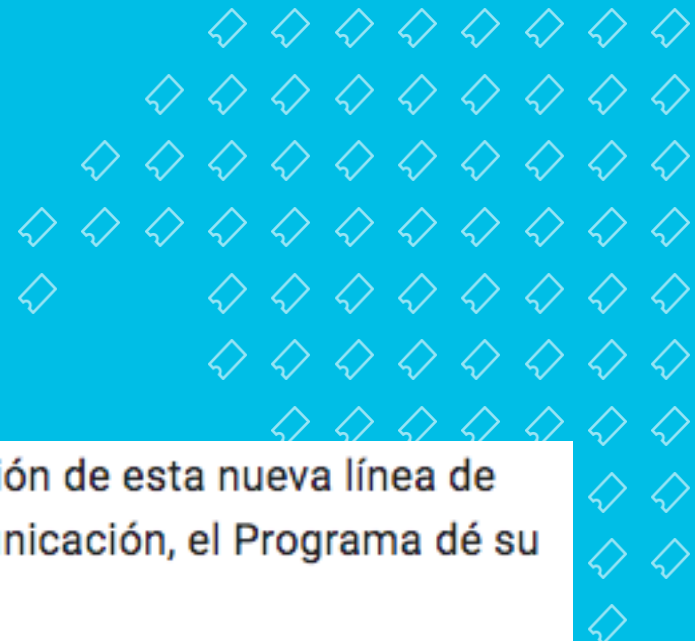 ión de esta nueva línea de
nicación, el Programa dé su